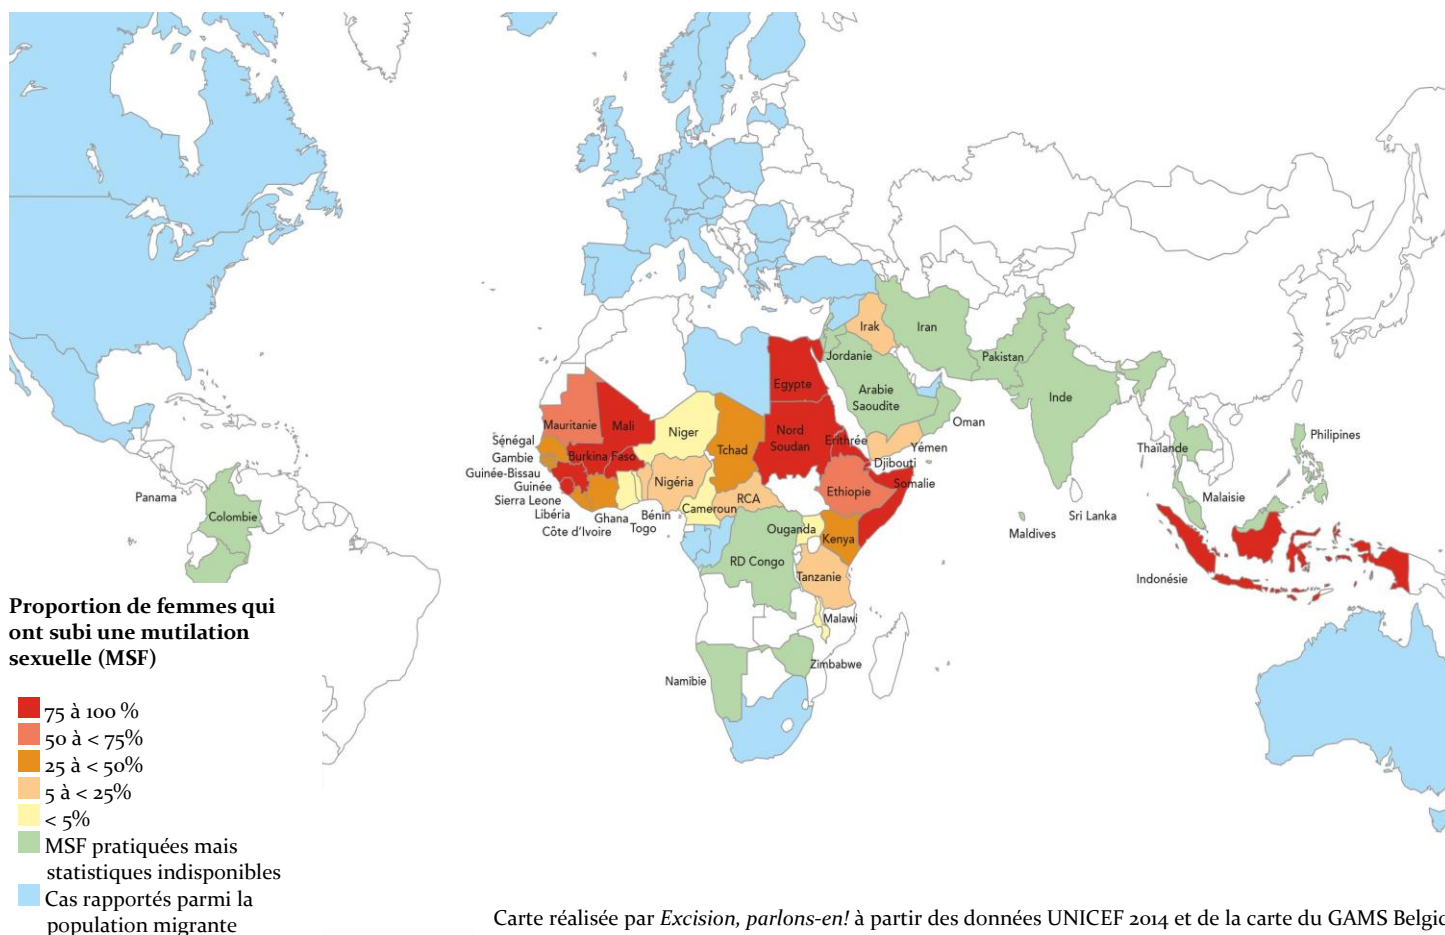 Irak
Iran
Jordanie
Pakistan
Egypte
Arabie
Saoudite
Inde
Oman
Mauritanie
Mali
Niger
Tchad
Nord
Soudan
Erithrée
Yémen
Djibouti
Sénégal
Gambie
Guinée-Bissau
Guinée
Sierra Leone
Libéria
Côte d'Ivoire
Burkina Faso
Ghana
Togo
Bénin
Nigéria
Cameroun
RCA
Ethiopie
Somalie
Ouganda
Kenya
RD Congo
Tanzanie
Malawi
Zimbabwe
Namibie
Panama
Colombie
Thaïlande
Philipines
Malaisie
Sri Lanka
Maldives
Indonésie
Proportion de femmes qui
ont subi une mutilation
sexuelle (MSF)
75 à 100 %
50 à < 75%
25 à < 50%
5 à < 25%
< 5%
MSF pratiquées mais
statistiques indisponibles
Cas rapportés parmi la
population migrante
Carte réalisée par Excision, parlons-en! à partir des données UNICEF 2014 et de la carte du GAMS Belgi